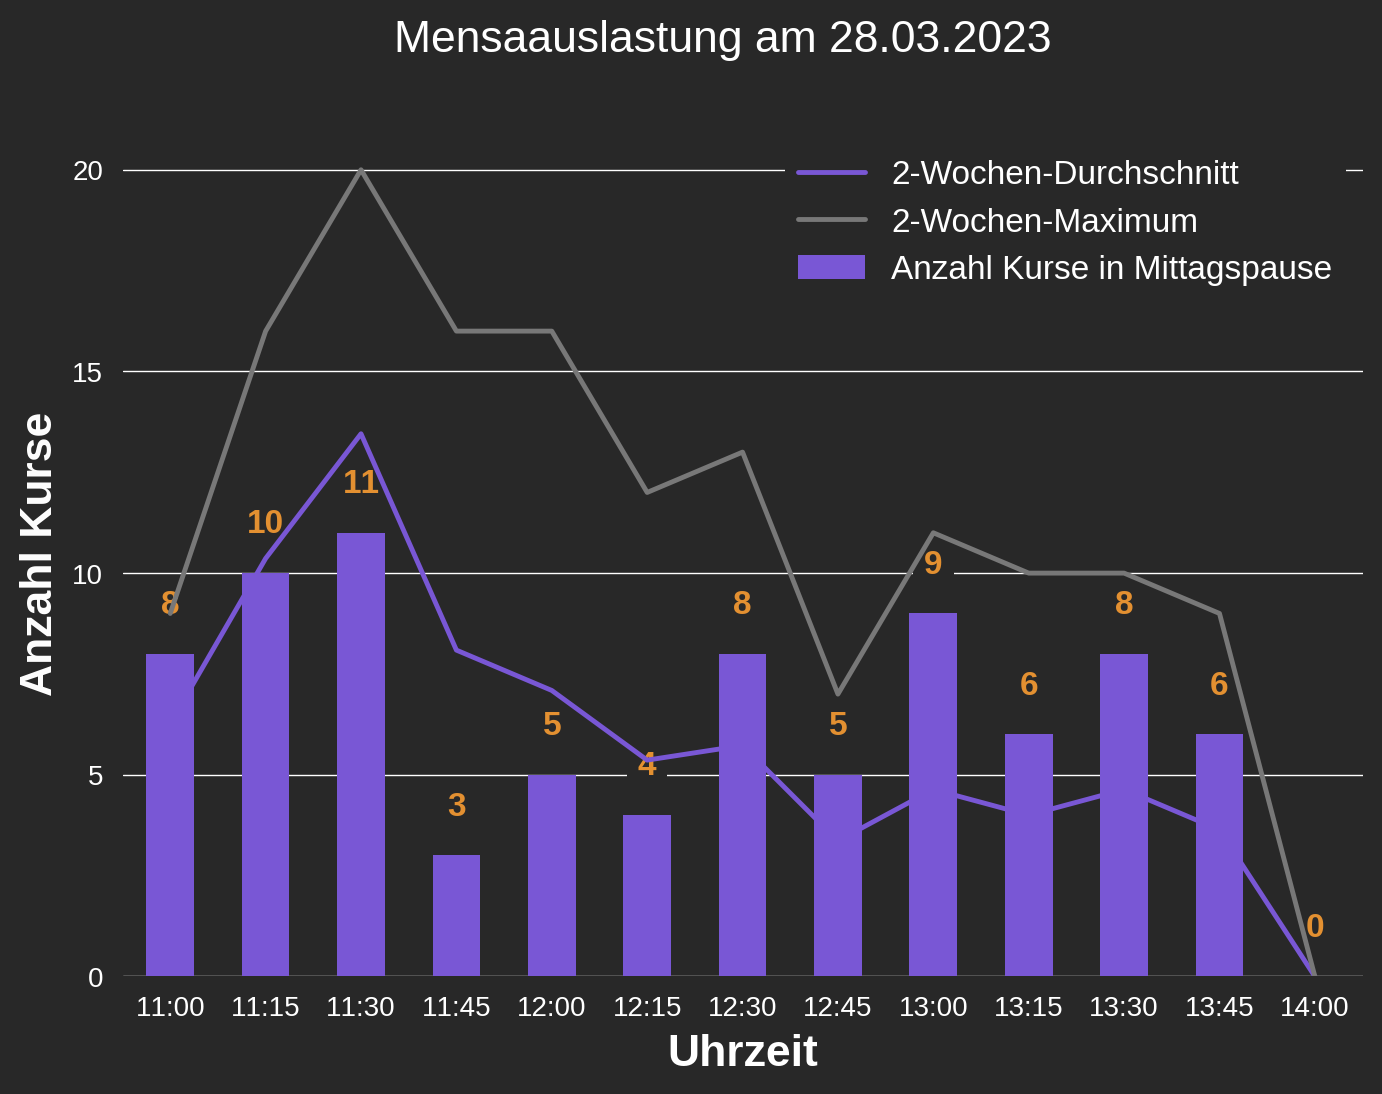 Mensaauslastung am 28.03.2023
2-Wochen-Durchschnitt
2-Wochen-Maximum
Anzahl Kurse in Mittagspause
Anzahl Kurse
20
15
10
5
0
8
10
11
3
5
4
8
5
9
6
8
6
0
11:00 11:15 11:30 11:45 12:00 12:15 12:30 12:45 13:00 13:15 13:30 13:45 14:00
Uhrzeit